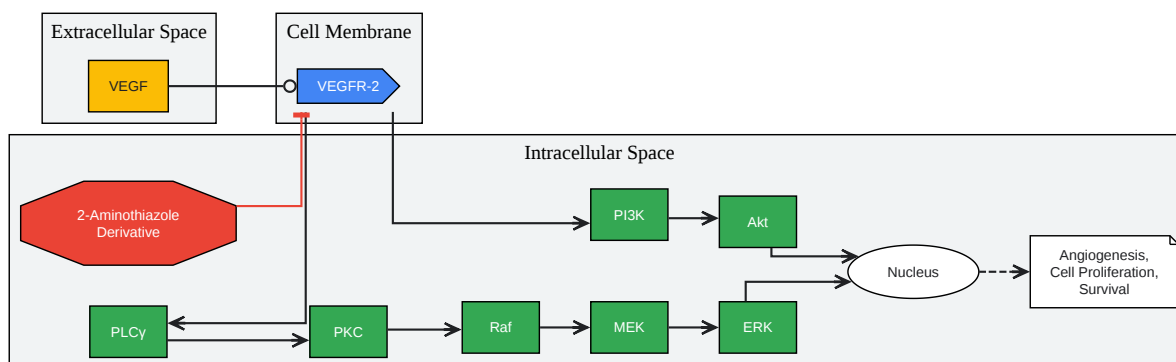 Extracellular Space
Cell Membrane
VEGF
VEGFR-2
Intracellular Space
2-Aminothiazole
Derivative
PI3K
Akt
Nucleus
Angiogenesis,
Cell Proliferation,
Survival
PLCγ
PKC
Raf
MEK
ERK